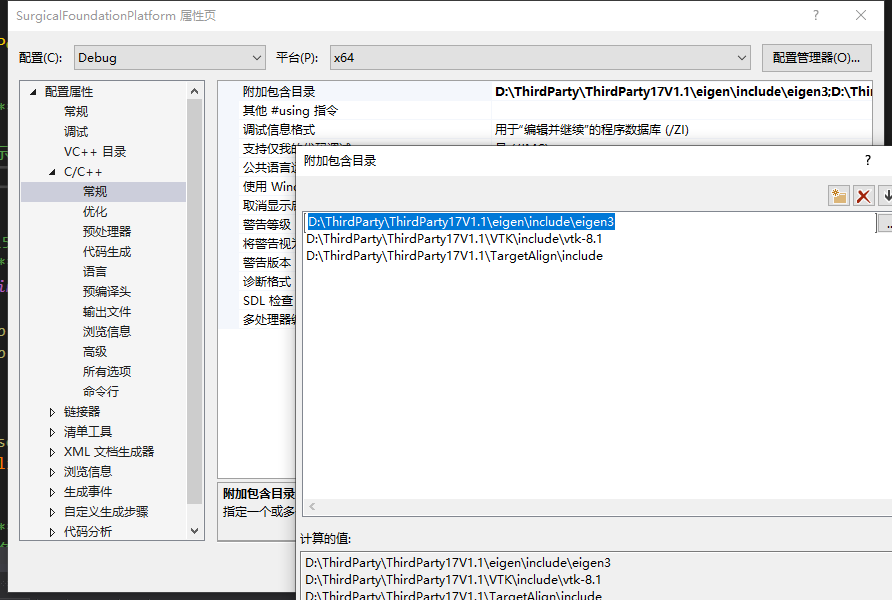 SurgicalFoundationPlatform 属性页
配置(C): Debug 平台(P): x64 配置管理器(O)...
配置属性
常规
调试
VC++ 目录
C/C++
常规
优化
预处理器
代码生成
语言
预编译头
输出文件
浏览信息
高级
所有选项
命令行
链接器
清单工具
XML 文档生成器
浏览信息
生成事件
自定义生成步骤
代码分析
附加包含目录 D:\ThirdParty\ThirdParty17V1.1\eigen\include\eigen3;D:\Thi
其他 #using 指令
调试信息格式 用于“编辑并继续”的程序数据库 (/ZI)
支持仅我的代码调试
公共语言
使用 Wind
取消显示
警告等级
将警告视
警告版本
诊断格式
SDL 检查
多处理器
附加包含目录
指定一个或多
附加包含目录
?
D:\ThirdParty\ThirdParty17V1.1\eigen\include\eigen3
D:\ThirdParty\ThirdParty17V1.1\VTK\include\vtk-8.1
D:\ThirdParty\ThirdParty17V1.1\TargetAlign\include
计算的值:
D:\ThirdParty\ThirdParty17V1.1\eigen\include\eigen3
D:\ThirdParty\ThirdParty17V1.1\VTK\include\vtk-8.1
D:\ThirdParty\ThirdParty17V1.1\TargetAlign\include